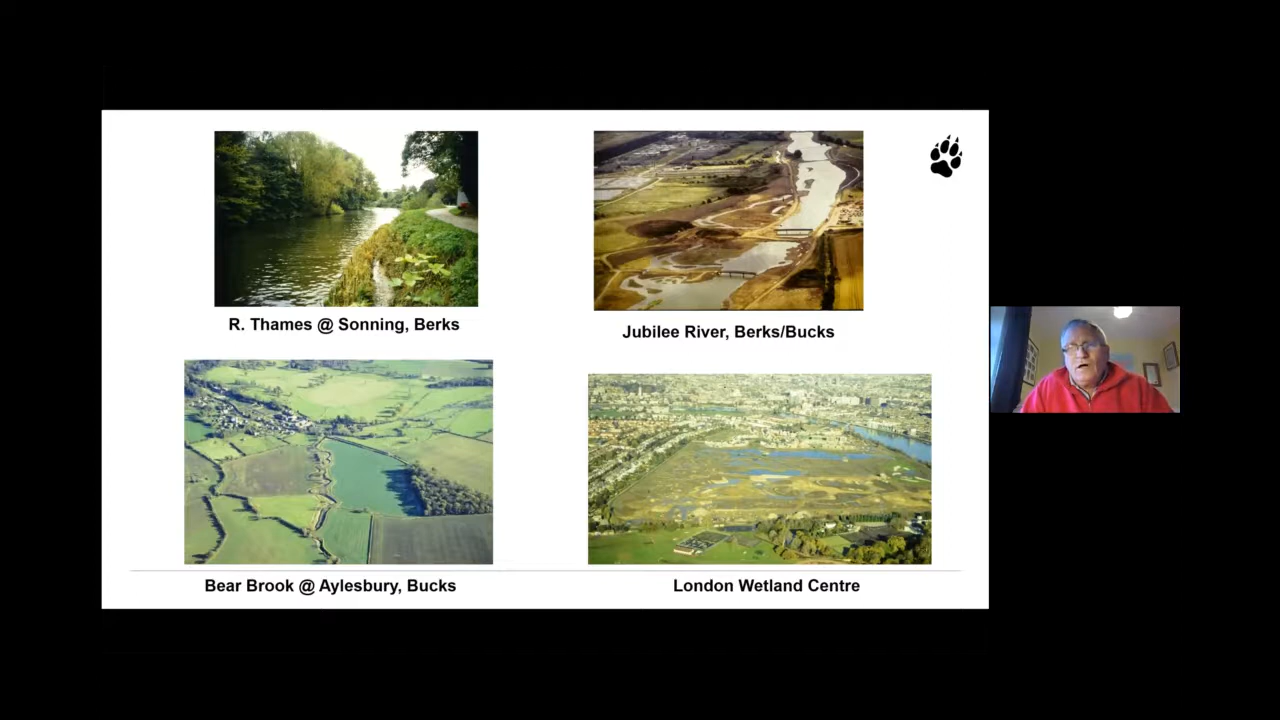 R. Thames @ Sonning, Berks
Jubilee River, Berks/Bucks
Bear Brook @ Aylesbury, Bucks
London Wetland Centre